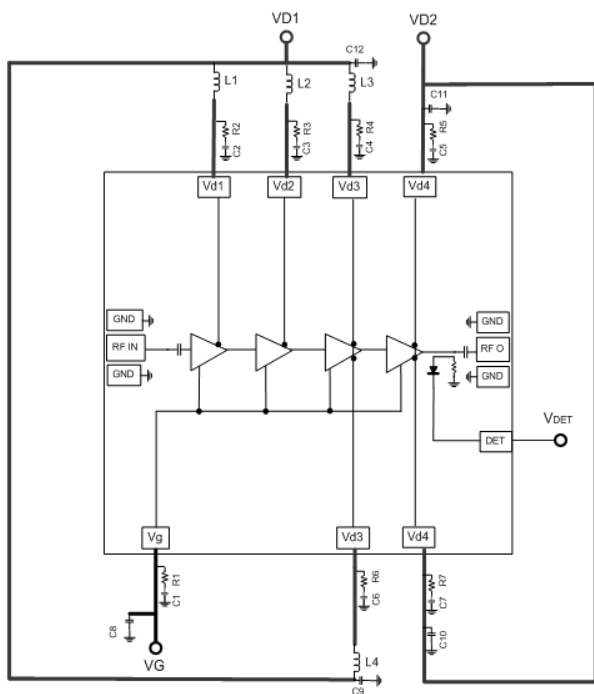 VD1 VD2
C12
L1 L2 L3
C11
R2 R3 R4 R5
C2 C3 C4 C5
Vd1 Vd2 Vd3 Vd4
GND GND
RF IN RF O
GND GND
VDET
DET
Vg Vd3 Vd4
R1 R6 R7
C1 C6 C7
C8 C10
VG L4
C9